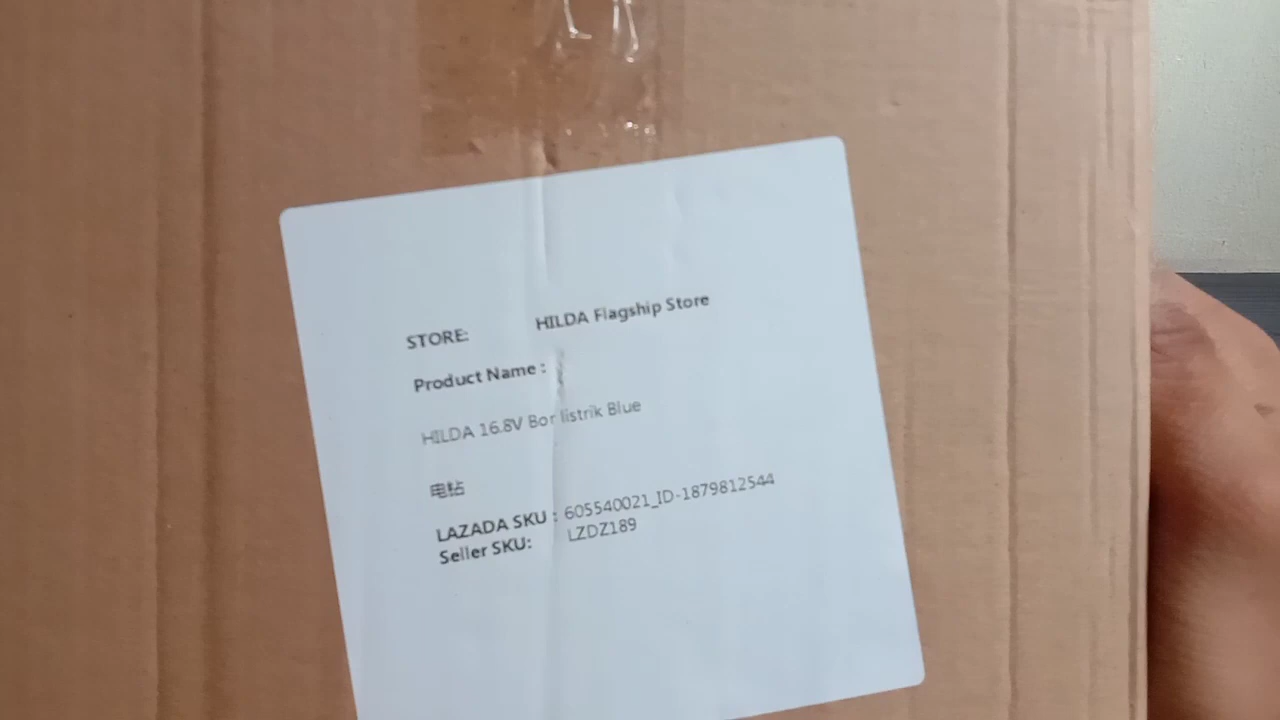 STORE: HILDA Flagship Store
Product Name :
HILDA 16.8V Bor listrik Blue
电钻
LAZADA SKU : 605540021_ID-1879812544
Seller SKU: LZDZ189